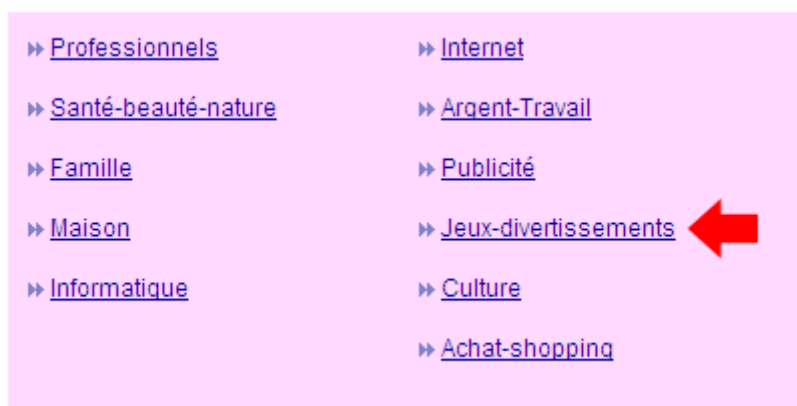 Professionnels
Santé-beauté-nature
Famille
Maison
Informatique
Internet
Argent-Travail
Publicité
Jeux-divertissements
Culture
Achat-shopping